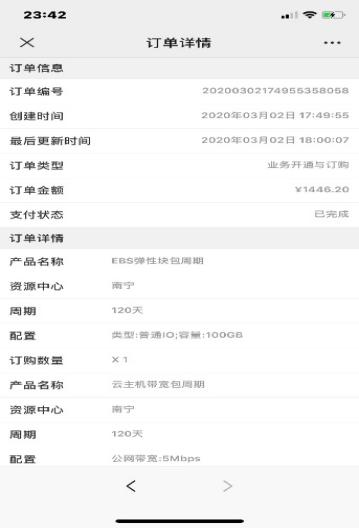 23:42
订单详情
订单信息
订单编号 20200302174955358058
创建时间 2020年03月02日 17:49:55
最后更新时间 2020年03月02日 18:00:07
订单类型 业务开通与订购
订单金额 ¥1446.20
支付状态 已完成
订单详情
产品名称 EBS弹性块包周期
资源中心 南宁
周期 120天
配置 类型:普通IO;容量:100GB
订购数量 X 1
产品名称 云主机带宽包周期
资源中心 南宁
周期 120天
配置 公网带宽:5Mbps